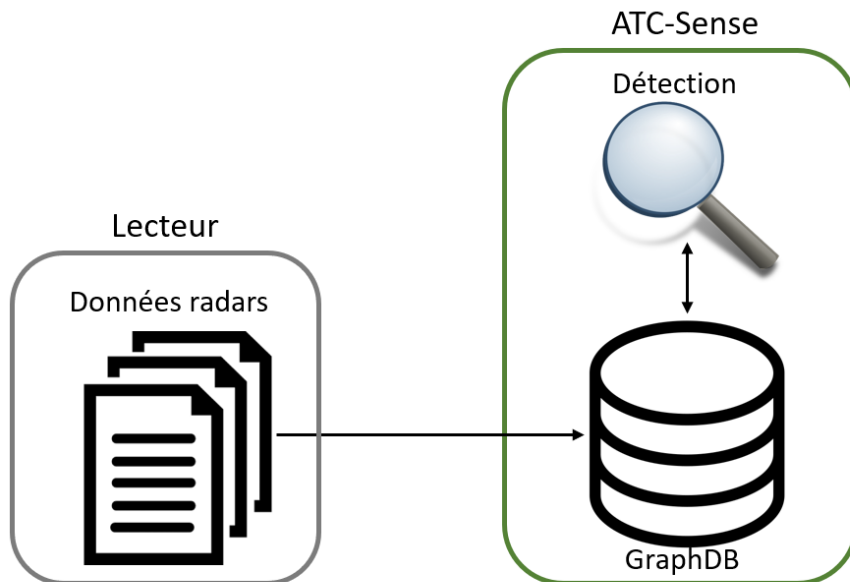 ATC-Sense
Détection
Lecteur
Données radars
GraphDB